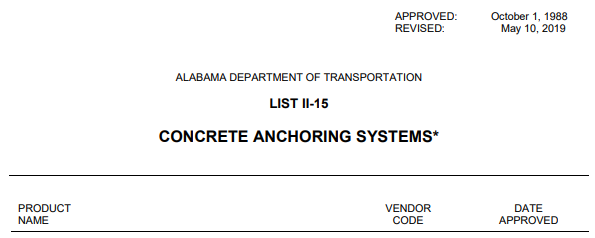 APPROVED: October 1, 1988
REVISED: May 10, 2019
ALABAMA DEPARTMENT OF TRANSPORTATION
LIST II-15
CONCRETE ANCHORING SYSTEMS*
PRODUCT VENDOR DATE
NAME CODE APPROVED